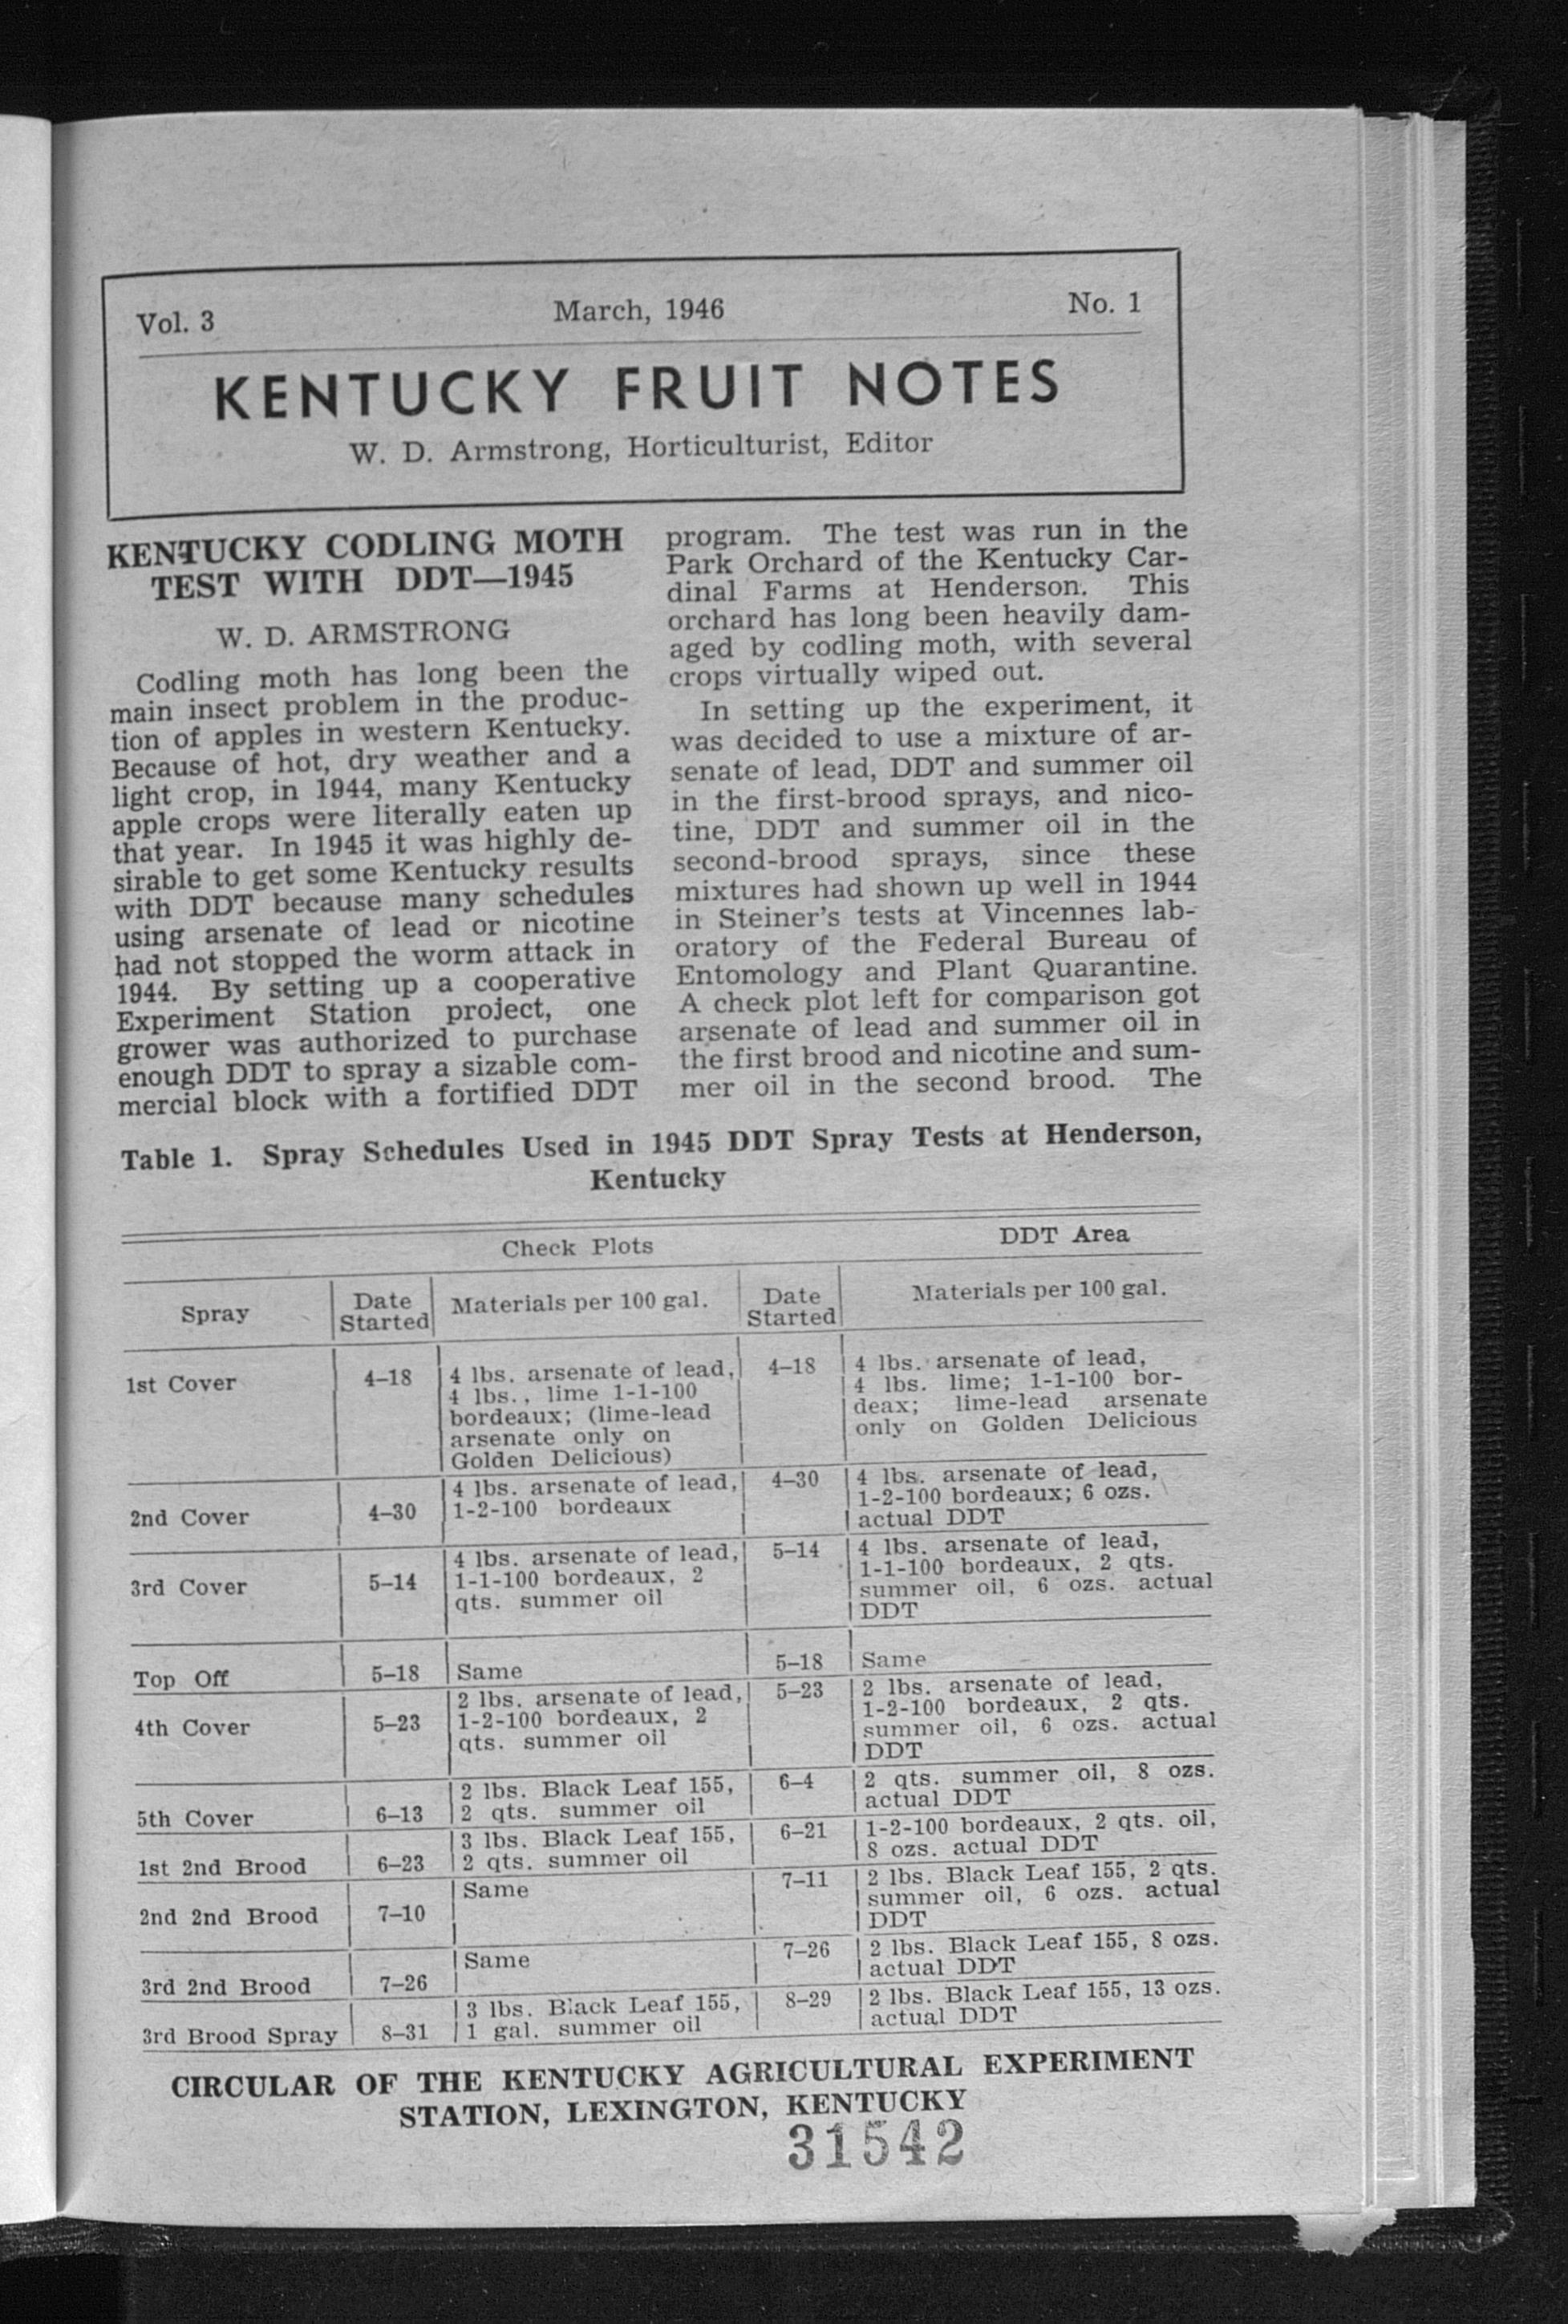 Vol. 3 March, 1946 No. 1
KENTUCKY FRUIT NOTES
W. D. Armstrong, Horticulturist, Editor
KENTUCKY CODLING MOTH
TEST WITH DDT—1945
W. D. ARMSTRONG
Codling moth has long been the
main insect problem in the produc-
tion of apples in western Kentucky.
Because of hot, dry weather and a
light crop, in 1944, many Kentucky
apple crops were literally eaten up
that year. In 1945 it was highly de-
sirable to get some Kentucky results
with DDT because many schedules
using arsenate of lead or nicotine
had not stopped the worm attack in
1944. By setting up a cooperative
Experiment Station project, one
grower was authorized to purchase
enough DDT to spray a sizable com-
mercial block with a fortified DDT
program. The test was run in the
Park Orchard of the Kentucky Car-
dinal Farms at Henderson. This
orchard has long been heavily dam-
aged by codling moth, with several
crops virtually wiped out.
In setting up the experiment, it
was decided to use a mixture of ar-
senate of lead, DDT and summer oil
in the first-brood sprays, and nico-
tine, DDT and summer oil in the
second-brood sprays, since these
mixtures had shown up well in 1944
in Steiner's tests at Vincennes lab-
oratory of the Federal Bureau of
Entomology and Plant Quarantine.
A check plot left for comparison got
arsenate of lead and summer oil in
the first brood and nicotine and sum-
mer oil in the second brood. The
Table 1. Spray Schedules Used in 1945 DDT Spray Tests at Henderson,
Kentucky
Check Plots DDT Area
Spray Date Started Materials per 100 gal. Date Started Materials per 100 gal.
1st Cover 4–18 4 lbs. arsenate of lead, 4–18 4 lbs. arsenate of lead,
4 lbs., lime 1-1-100 4 lbs. lime; 1-1-100 bor-
bordeaux; (lime-lead deax; lime-lead arsenate
arsenate only on only on Golden Delicious
Golden Delicious)
2nd Cover 4–30 4 lbs. arsenate of lead, 4–30 4 lbs. arsenate of lead,
1-2-100 bordeaux 1-2-100 bordeaux; 6 ozs.
actual DDT
3rd Cover 5–14 4 lbs. arsenate of lead, 5–14 4 lbs. arsenate of lead,
1-1-100 bordeaux, 2 1-1-100 bordeaux, 2 qts.
qts. summer oil summer oil, 6 ozs. actual
DDT
Top Off 5–18 Same 5–18 Same
4th Cover 5–23 2 lbs. arsenate of lead, 5–23 2 lbs. arsenate of lead,
1-2-100 bordeaux, 2 1-2-100 bordeaux, 2 qts.
qts. summer oil summer oil, 6 ozs. actual
DDT
5th Cover 6–13 2 lbs. Black Leaf 155, 6–4 2 qts. summer oil, 8 ozs.
2 qts. summer oil actual DDT
1st 2nd Brood 6–23 3 lbs. Black Leaf 155, 6–21 1-2-100 bordeaux, 2 qts. oil,
2 qts. summer oil 8 ozs. actual DDT
2nd 2nd Brood 7–10 Same 7–11 2 lbs. Black Leaf 155, 2 qts.
summer oil, 6 ozs. actual
DDT
3rd 2nd Brood 7–26 Same 7–26 2 lbs. Black Leaf 155, 8 ozs.
actual DDT
3rd Brood Spray 8–31 3 lbs. Black Leaf 155, 8–29 2 lbs. Black Leaf 155, 13 ozs.
1 gal. summer oil actual DDT
CIRCULAR OF THE KENTUCKY AGRICULTURAL EXPERIMENT
STATION, LEXINGTON, KENTUCKY
31542